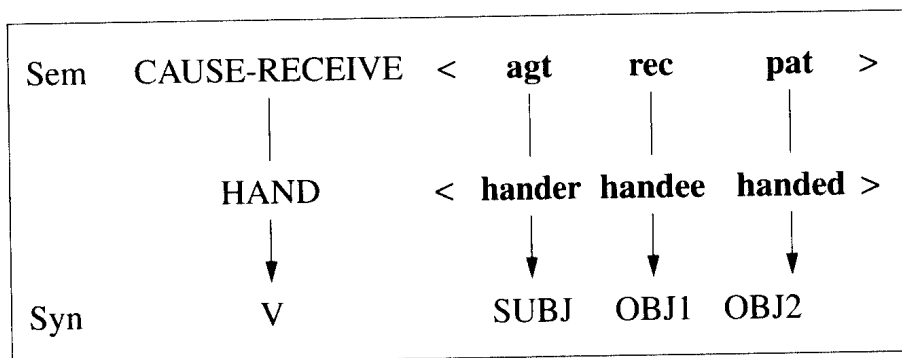 Sem CAUSE-RECEIVE < agt rec pat >
HAND < hander handee handed >
Syn V SUBJ OBJ1 OBJ2